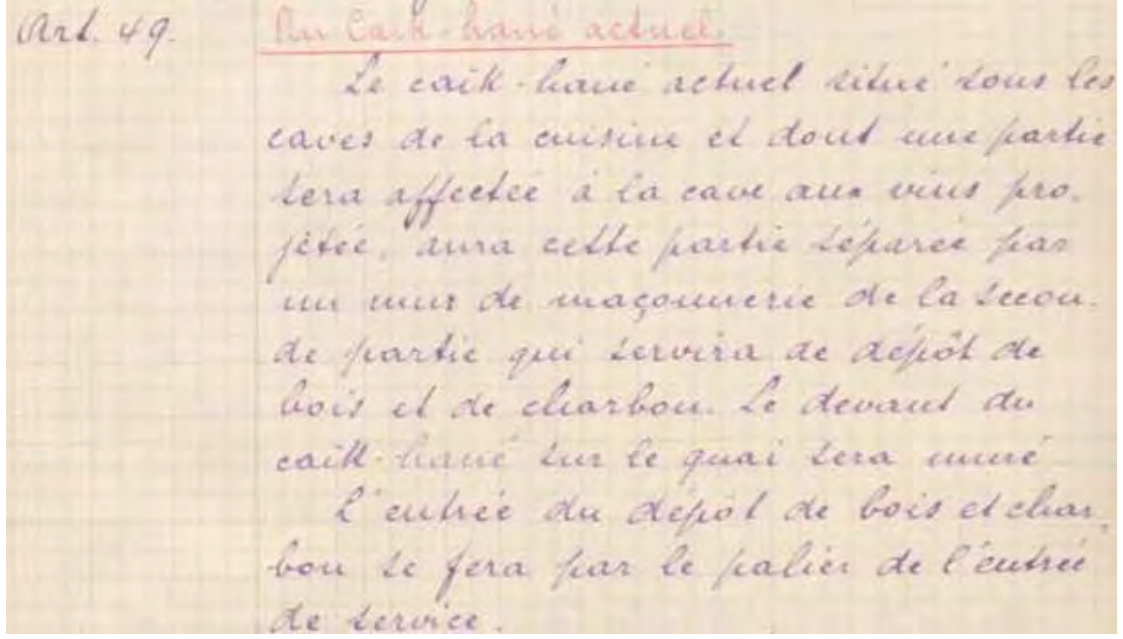 Art. 49. Du Caïk-hané actuel.
Le caïk-hané actuel situé sous les
caves de la cuisine et dont une partie
sera affectée à la cave aux vins pro-
jetée, aura cette partie séparée par
un mur de maçonnerie de la secon-
de partie qui servira de dépôt de
bois et de charbon. Le devant du
caïk-hané sur le quai sera muré
L'entrée du dépôt de bois et char-
bon se fera par le palier de l'entrée
de service.